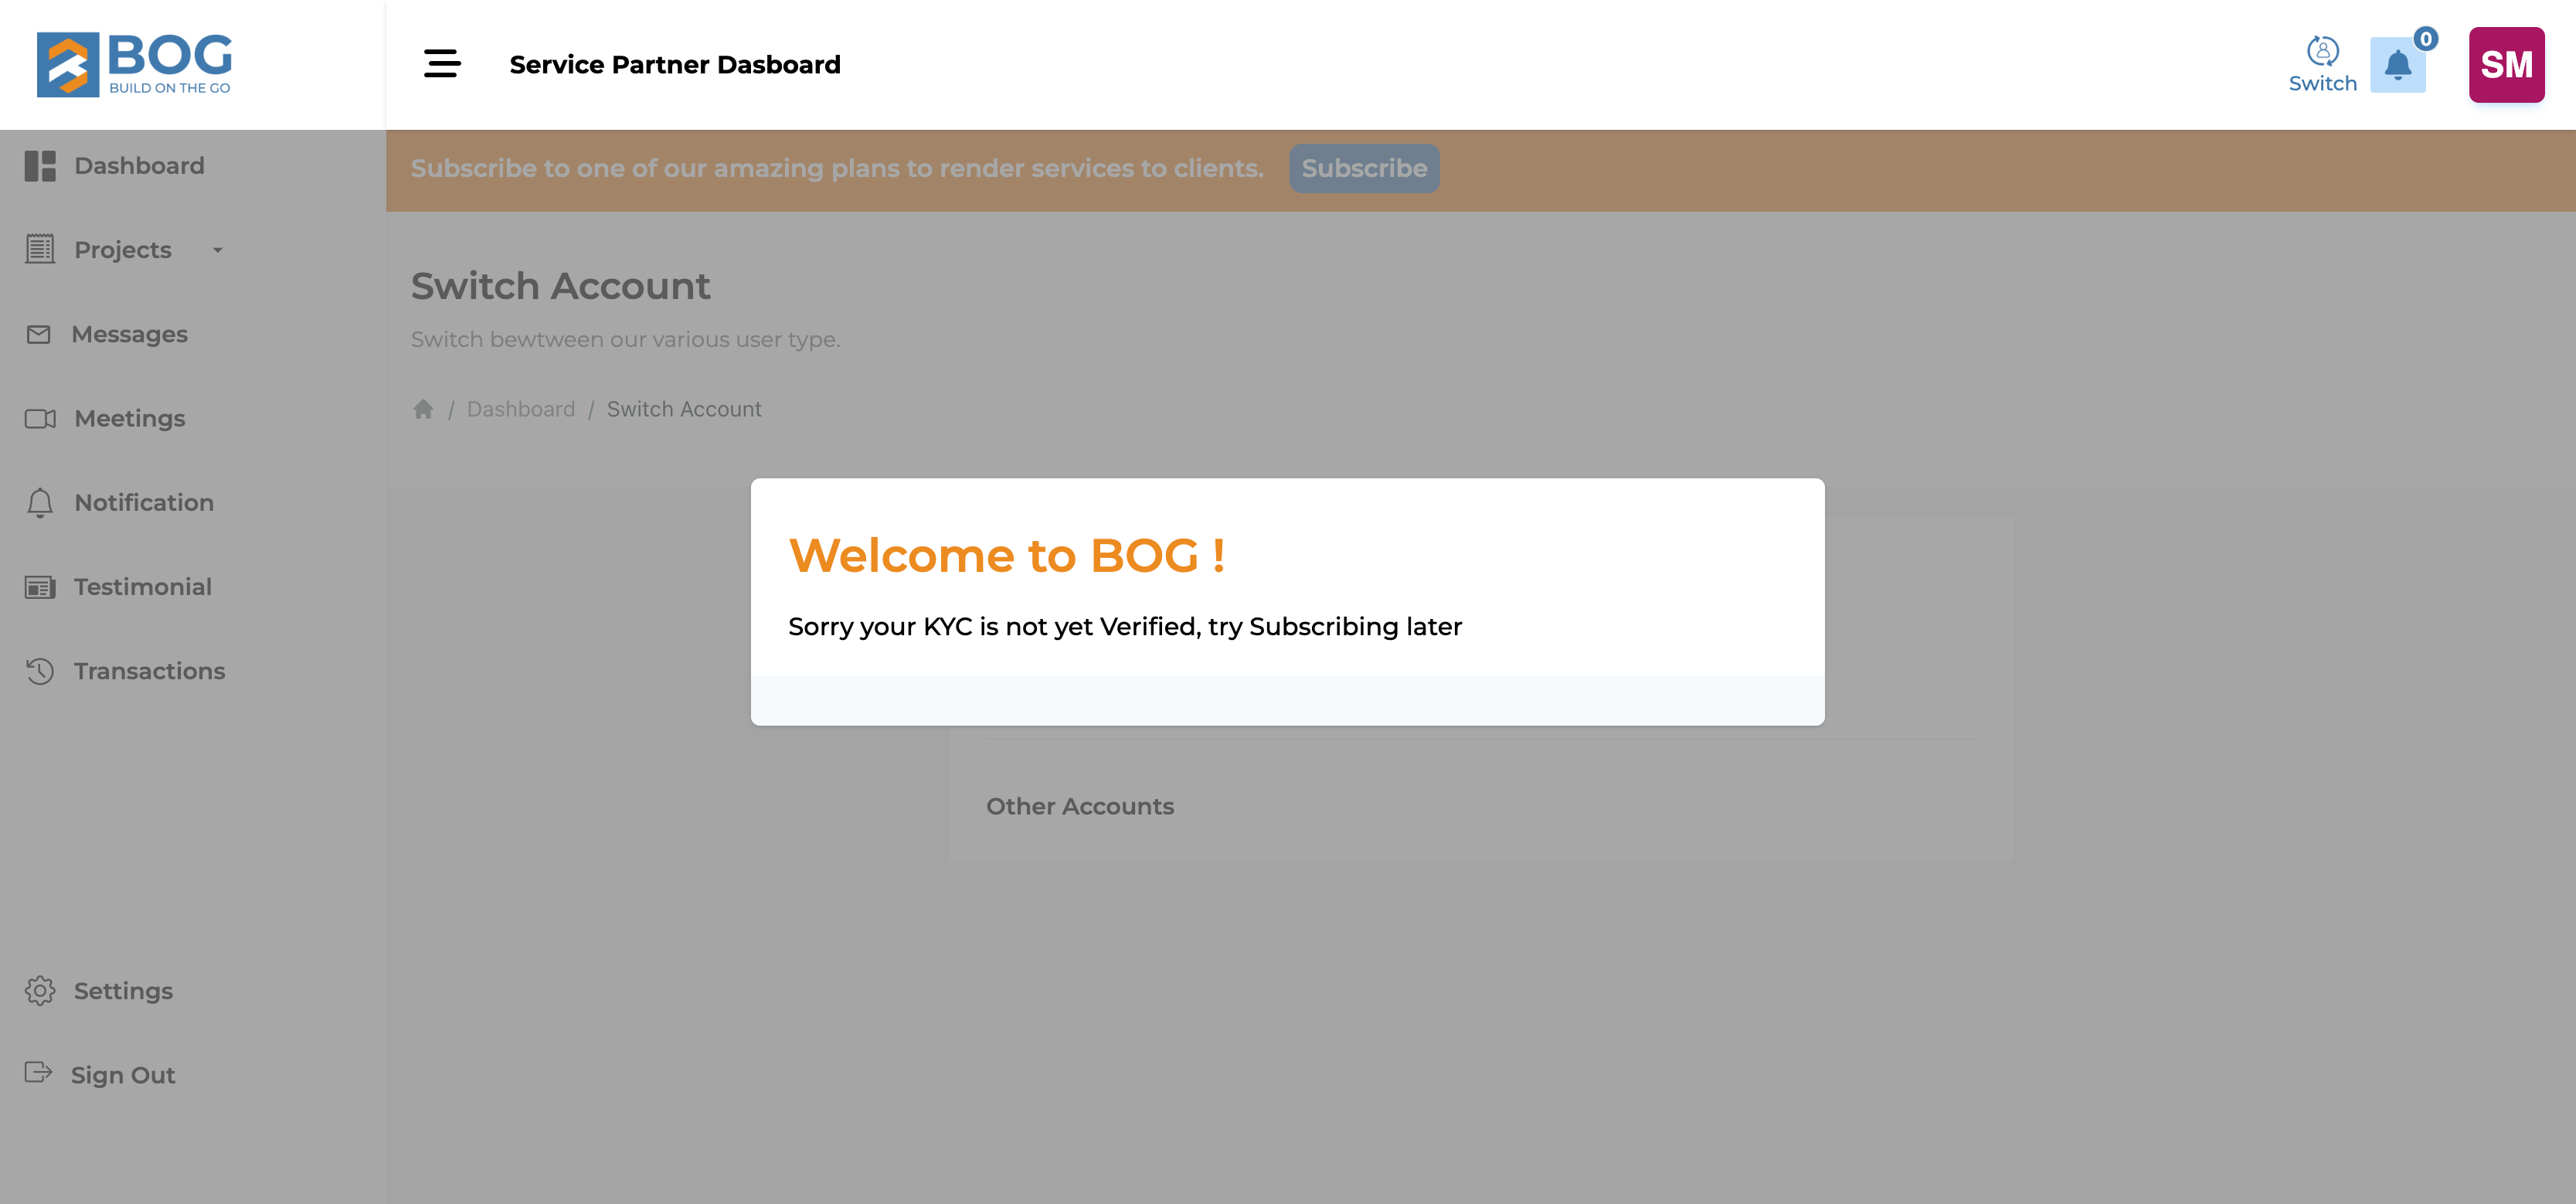 BOG
BUILD ON THE GO
Service Partner Dasboard
Switch
0
SM
Dashboard
Projects
Messages
Meetings
Notification
Testimonial
Transactions
Settings
Sign Out
Subscribe to one of our amazing plans to render services to clients. Subscribe
Switch Account
Switch bewtween our various user type.
/ Dashboard / Switch Account
Welcome to BOG !
Sorry your KYC is not yet Verified, try Subscribing later
Other Accounts